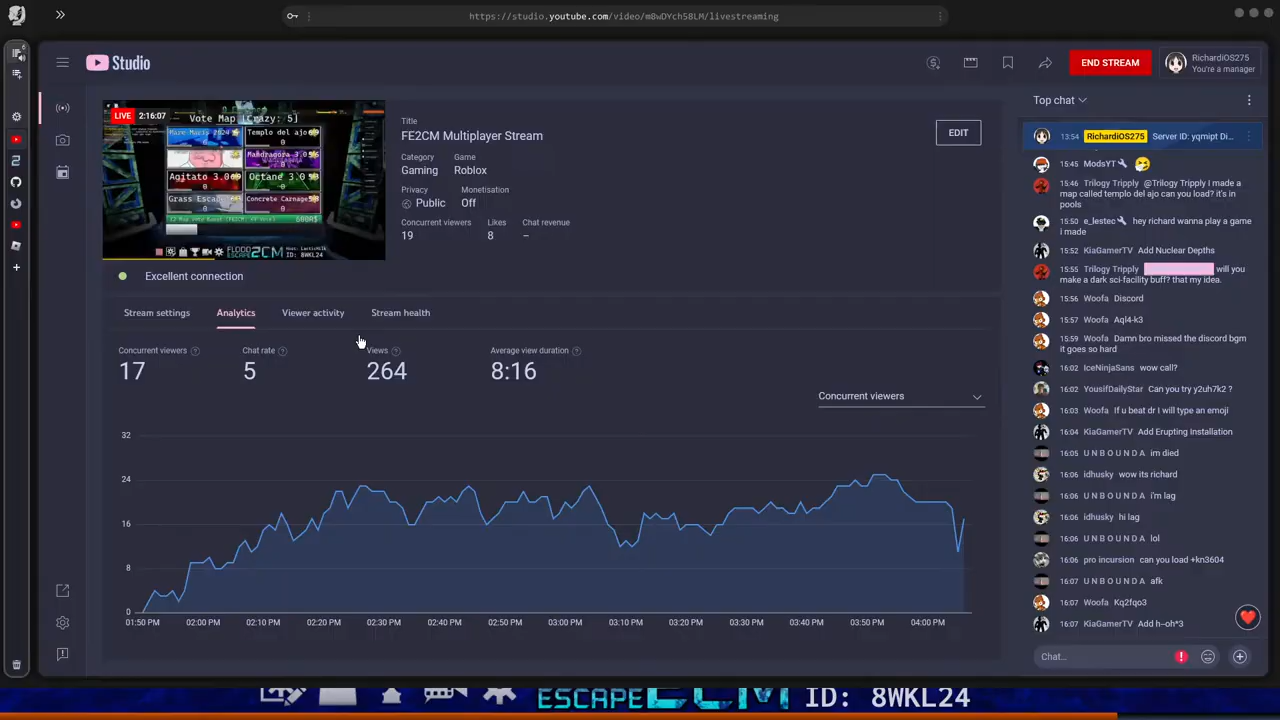 https://studio.youtube.com/video/m8wDYch58LM/livestreaming
Studio
END STREAM
RichardiOS275
You're a manager
LIVE 2:16:07
Vote Map [Crazy: 5]
Mare Maris 2024
Templo del ajo
Mandragora 3.0
Agitato 3.0
Octane 3.0
Grass Escape
Concrete Carnage
ID: 8WKL24
Title
FE2CM Multiplayer Stream
EDIT
Category Game
Gaming Roblox
Privacy Monetisation
Public Off
Concurrent viewers Likes Chat revenue
19 8 –
Excellent connection
Stream settings Analytics Viewer activity Stream health
Concurrent viewers Chat rate Views Average view duration
17 5 264 8:16
Concurrent viewers
32
24
16
8
0
01:50 PM 02:00 PM 02:10 PM 02:20 PM 02:30 PM 02:40 PM 02:50 PM 03:00 PM 03:10 PM 03:20 PM 03:30 PM 03:40 PM 03:50 PM 04:00 PM
Top chat
13:54 RichardiOS275 Server ID: yqmipt Di...
15:45 ModsYT
15:46 Trilogy Tripply @Trilogy Tripply i made a
map called templo del ajo can you load? it's in
pools
15:50 e_lestec hey richard wanna play a game
I made
15:52 KiaGamerTV Add Nuclear Depths
15:55 Trilogy Tripply will you
make a dark sci-facility buff? that my idea.
15:56 Woofa Discord
15:57 Woofa Aql4-k3
15:59 Woofa Damn bro missed the discord bgm
it goes so hard
16:02 IceNinjaSans wow call?
16:02 YousifDailyStar Can you try y2uh7k2 ?
16:03 Woofa If u beat dr I will type an emoji
16:04 KiaGamerTV Add Erupting Installation
16:05 U N B O U N D A im died
16:06 idhusky wow its richard
16:06 U N B O U N D A i'm lag
16:06 idhusky hi lag
16:06 U N B O U N D A lol
16:06 pro incursion can you load +kn3604
16:07 U N B O U N D A afk
16:07 Woofa Kq2fqo3
16:07 KiaGamerTV Add h--oh*3
Chat...
ESCAPE 2CM ID: 8WKL24